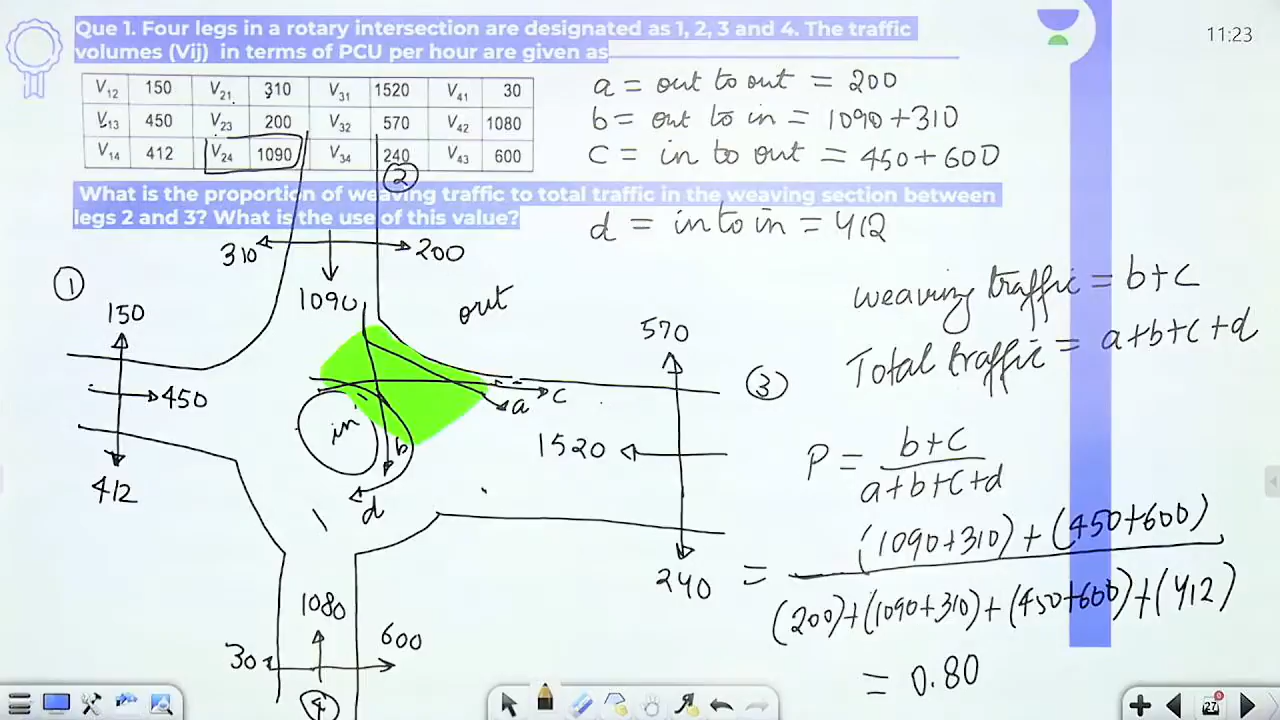 Que 1. Four legs in a rotary intersection are designated as 1, 2, 3 and 4. The traffic
volumes (Vij) in terms of PCU per hour are given as
11:23
V12 150 V21 310 V31 1520 V41 30
V13 450 V23 200 V32 570 V42 1080
V14 412 V24 1090 V34 240 V43 600
a = out to out = 200
b = out to in = 1090+310
c = in to out = 450+600
What is the proportion of weaving traffic to total traffic in the weaving section between
legs 2 and 3? What is the use of this value?
d = in to in = 412
2
310
200
1090
out
1
150
450
412
in
a
c
b
d
570
3
1520
240
1080
30
600
4
weaving traffic = b+c
Total traffic = a+b+c+d
P = b+c
a+b+c+d
= (1090+310)+(450+600)
(200)+(1090+310)+(450+600)+(412)
= 0.80
27